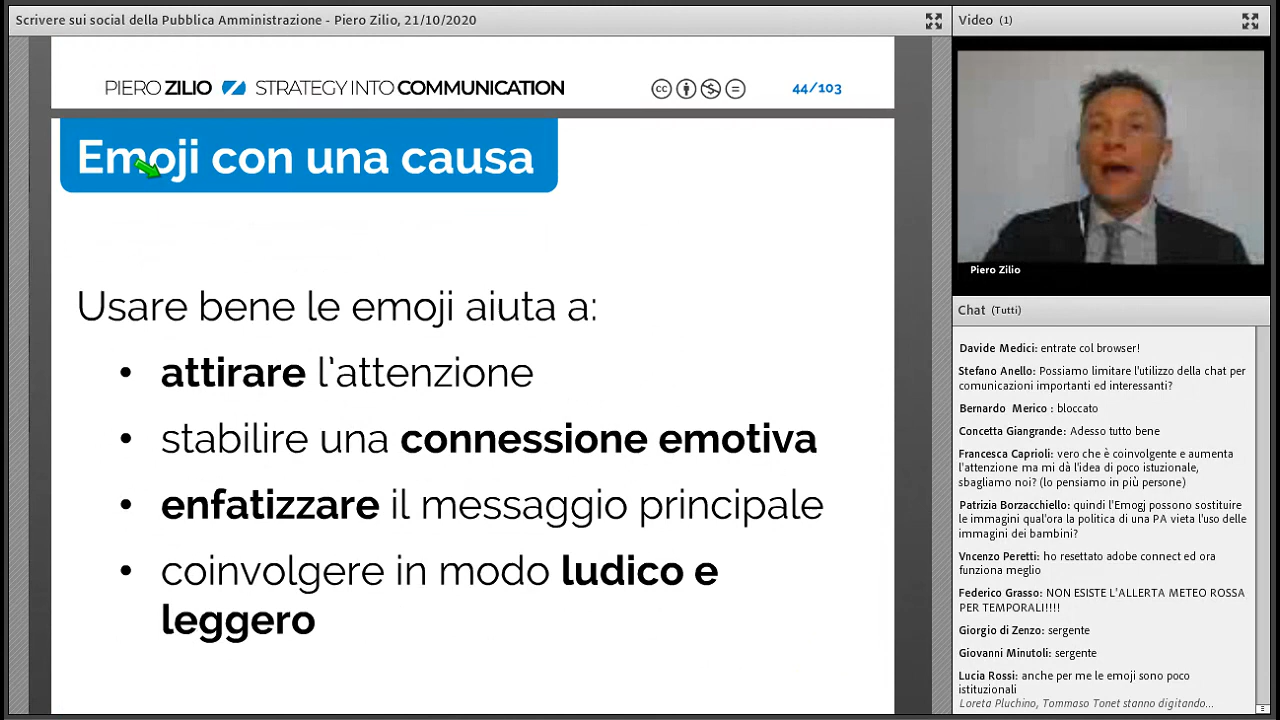 Scrivere sui social della Pubblica Amministrazione - Piero Zilio, 21/10/2020
PIERO ZILIO STRATEGY INTO COMMUNICATION
cc
44/103
Emoji con una causa
Usare bene le emoji aiuta a:
• attirare l'attenzione
• stabilire una connessione emotiva
• enfatizzare il messaggio principale
• coinvolgere in modo ludico e
leggero
Video (1)
Piero Zilio
Chat (Tutti)
Davide Medici: entrate col browser!
Stefano Anello: Possiamo limitare l'utilizzo della chat per
comunicazioni importanti ed interessanti?
Bernardo Merico : bloccato
Concetta Giangrande: Adesso tutto bene
Francesca Caprioli: vero che è coinvolgente e aumenta
l'attenzione ma mi dà l'idea di poco istuzionale,
sbagliamo noi? (lo pensiamo in più persone)
Patrizia Borzacchiello: quindi l'Emogj possono sostituire
le immagini qual'ora la politica di una PA vieta l'uso delle
immagini dei bambini?
Vncenzo Peretti: ho resettato adobe connect ed ora
funziona meglio
Federico Grasso: NON ESISTE L'ALLERTA METEO ROSSA
PER TEMPORALI!!!!
Giorgio di Zenzo: sergente
Giovanni Minutoli: sergente
Lucia Rossi: anche per me le emoji sono poco
istituzionali
Loreta Pluchino, Tommaso Tonet stanno digitando...